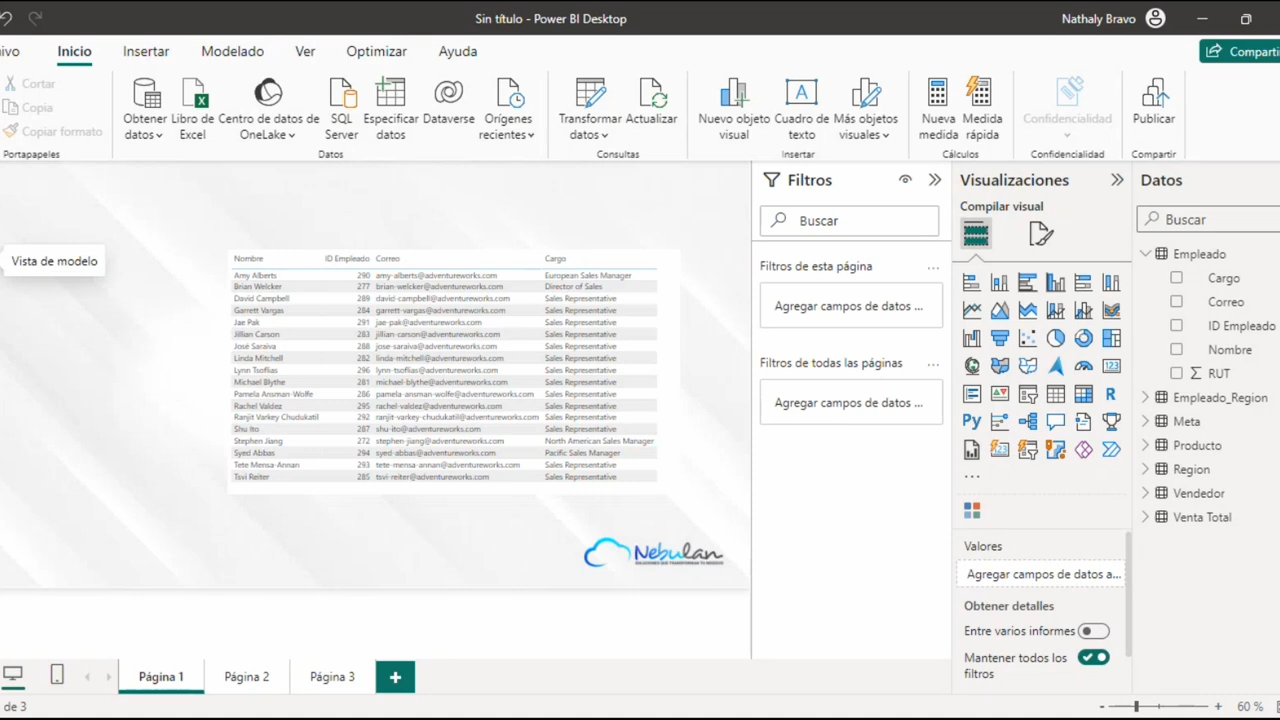 Sin título - Power BI Desktop
Nathaly Bravo
ivo Inicio Insertar Modelado Ver Optimizar Ayuda
Comparti
Cortar
Copia
Copiar formato
Portapapeles
Obtener datos
Libro de Excel
Centro de datos de OneLake
SQL Server
Especificar datos
Dataverse
Orígenes recientes
Datos
Transformar datos
Actualizar
Consultas
Nuevo objeto visual
Cuadro de texto
Más objetos visuales
Insertar
Nueva medida
Medida rápida
Cálculos
Confidencialidad
Confidencialidad
Publicar
Compartir
Vista de modelo
Nombre ID Empleado Correo Cargo
Amy Alberts 290 amy-alberts@adventureworks.com European Sales Manager
Brian Welcker 277 brian-welcker@adventureworks.com Director of Sales
David Campbell 289 david-campbell@adventureworks.com Sales Representative
Garrett Vargas 284 garrett-vargas@adventureworks.com Sales Representative
Jae Pak 291 jae-pak@adventureworks.com Sales Representative
Jillian Carson 283 jillian-carson@adventureworks.com Sales Representative
José Saraiva 288 jose-saraiva@adventureworks.com Sales Representative
Linda Mitchell 282 linda-mitchell@adventureworks.com Sales Representative
Lynn Tsoflias 296 lynn-tsoflias@adventureworks.com Sales Representative
Michael Blythe 281 michael-blythe@adventureworks.com Sales Representative
Pamela Ansman-Wolfe 286 pamela-ansman-wolfe@adventureworks.com Sales Representative
Rachel Valdez 295 rachel-valdez@adventureworks.com Sales Representative
Ranjit Varkey Chudukatil 292 ranjit-varkey-chudukatil@adventureworks.com Sales Representative
Shu Ito 287 shu-ito@adventureworks.com Sales Representative
Stephen Jiang 272 stephen-jiang@adventureworks.com North American Sales Manager
Syed Abbas 294 syed-abbas@adventureworks.com Pacific Sales Manager
Tete Mensa-Annan 293 tete-mensa-annan@adventureworks.com Sales Representative
Tsvi Reiter 285 tsvi-reiter@adventureworks.com Sales Representative
Nebulan
SOLUCIONES QUE TRANSFORMAN TU NEGOCIO
Filtros
Buscar
Filtros de esta página ...
Agregar campos de datos ...
Filtros de todas las páginas ...
Agregar campos de datos ...
Visualizaciones
Compilar visual
123
R
Py
...
Valores
Agregar campos de datos a...
Obtener detalles
Entre varios informes
Mantener todos los
filtros
Datos
Buscar
Empleado
Cargo
Correo
ID Empleado
Nombre
Σ RUT
Empleado_Region
Meta
Producto
Region
Vendedor
Venta Total
Página 1 Página 2 Página 3 +
de 3
- + 60 %